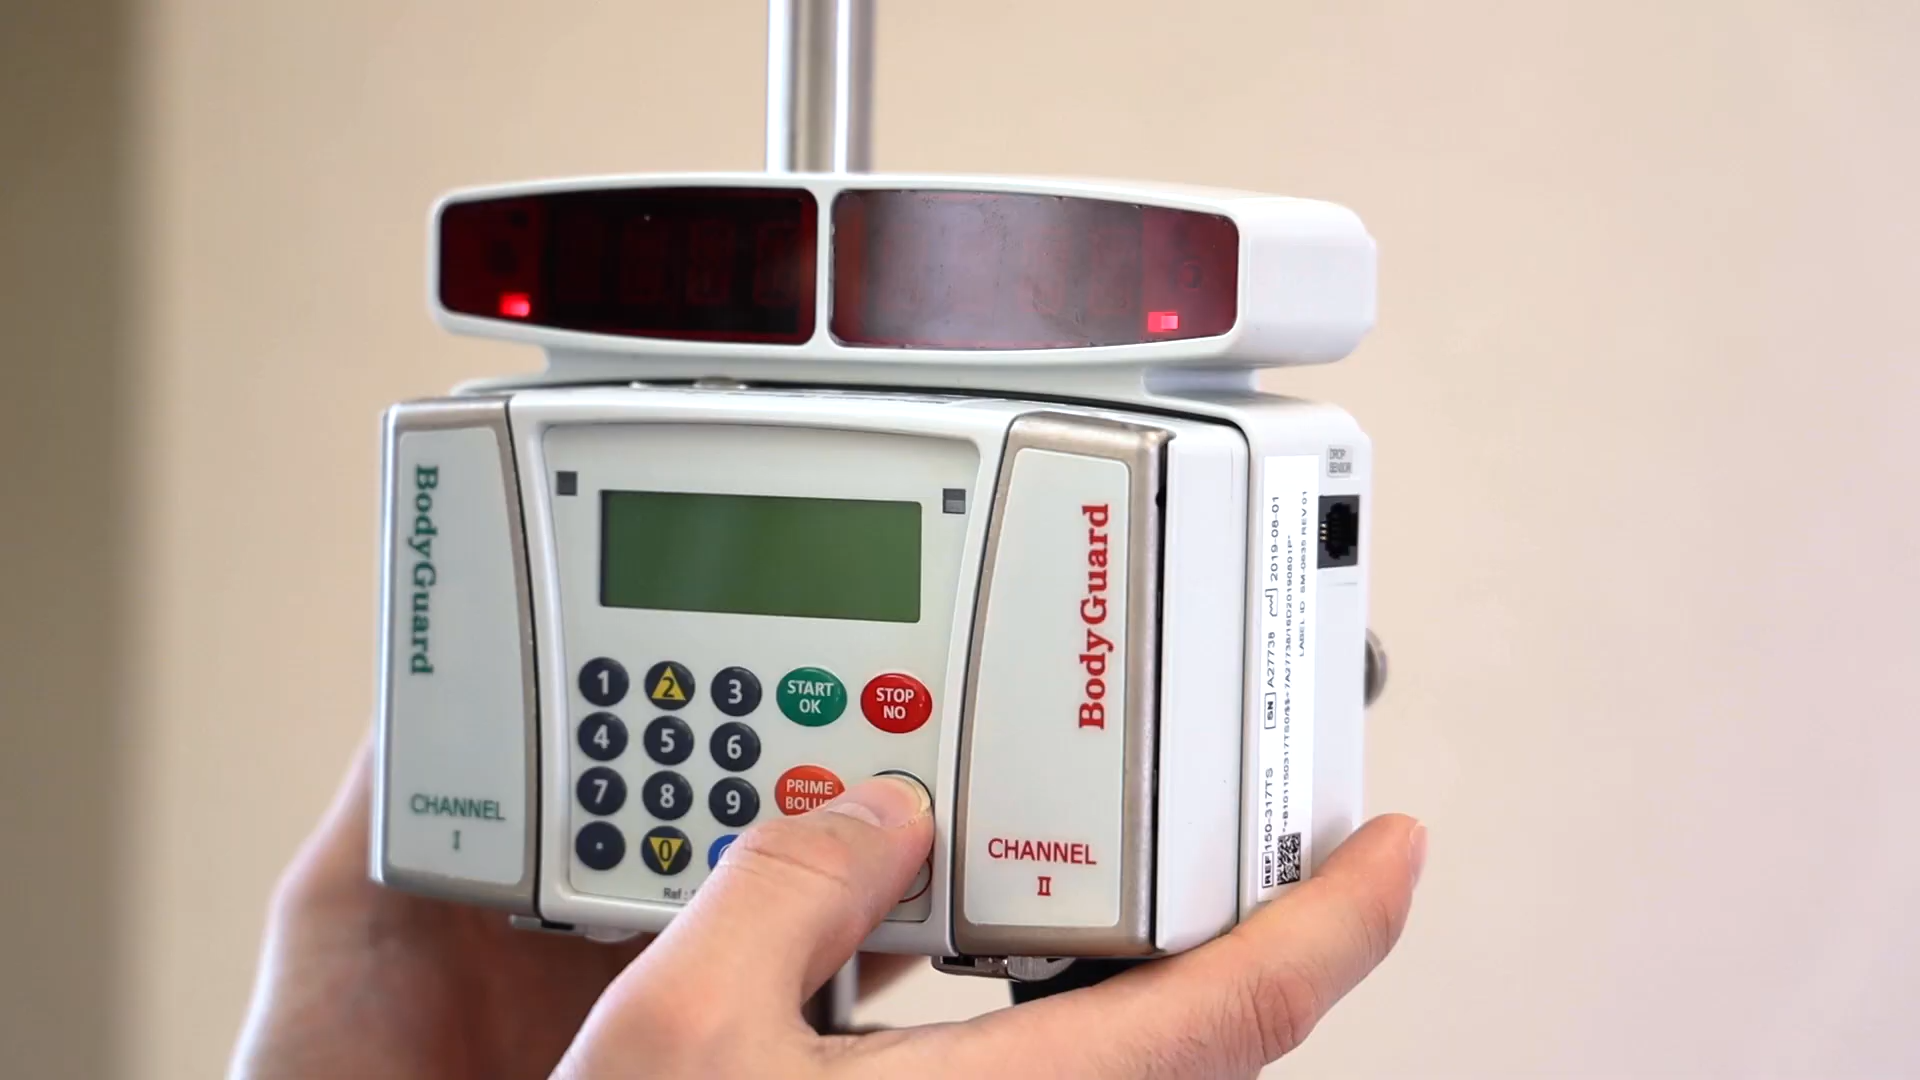 BodyGuard
CHANNEL
I
1
2
3
START
OK
STOP
NO
4
5
6
7
8
9
PRIME
0
Ref :
BodyGuard
CHANNEL
II
DROP
SENSOR
REF 150-317TS SN A27738 2019-08-01
LABEL ID SM-0635 REV 01